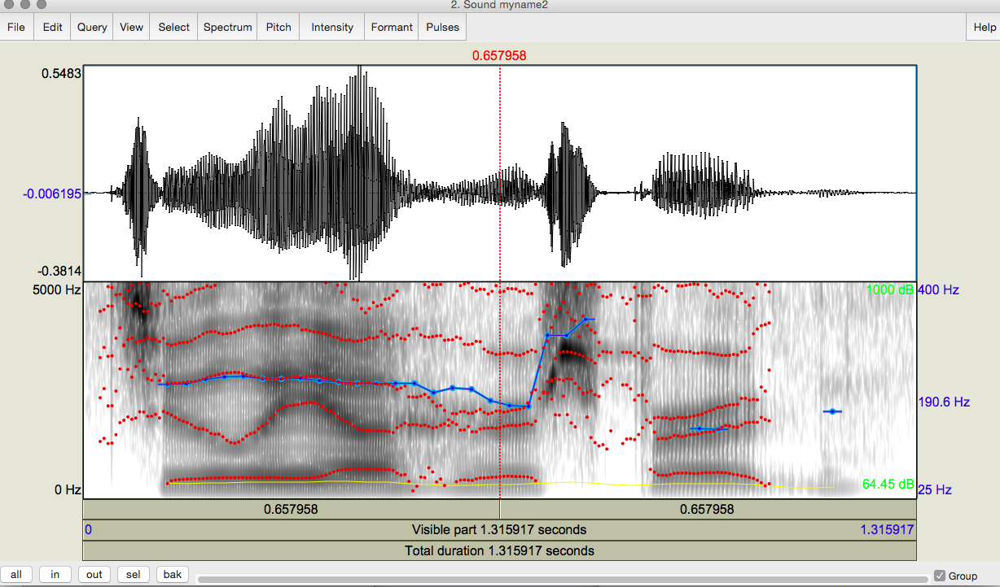 2. Sound myname2
File Edit Query View Select Spectrum Pitch Intensity Formant Pulses Help
0.657958
0.5483
-0.006195
-0.3814
5000 Hz 1000 dB 400 Hz
190.6 Hz
0 Hz 64.45 dB 25 Hz
0.657958 0.657958
0 Visible part 1.315917 seconds 1.315917
Total duration 1.315917 seconds
all in out sel bak Group